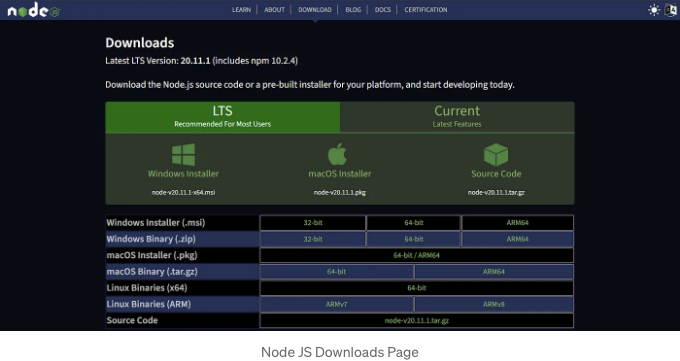 node JS
LEARN | ABOUT | DOWNLOAD | BLOG | DOCS | CERTIFICATION
Downloads
Latest LTS Version: 20.11.1 (includes npm 10.2.4)
Download the Node.js source code or a pre-built installer for your platform, and start developing today.
LTS
Recommended For Most Users
Current
Latest Features
Windows Installer
node-v20.11.1-x64.msi
macOS Installer
node-v20.11.1.pkg
Source Code
node-v20.11.1.tar.gz
Windows Installer (.msi) 32-bit 64-bit ARM64
Windows Binary (.zip) 32-bit 64-bit ARM64
macOS Installer (.pkg) 64-bit / ARM64
macOS Binary (.tar.gz) 64-bit ARM64
Linux Binaries (x64) 64-bit
Linux Binaries (ARM) ARMv7 ARMv8
Source Code node-v20.11.1.tar.gz
Node JS Downloads Page